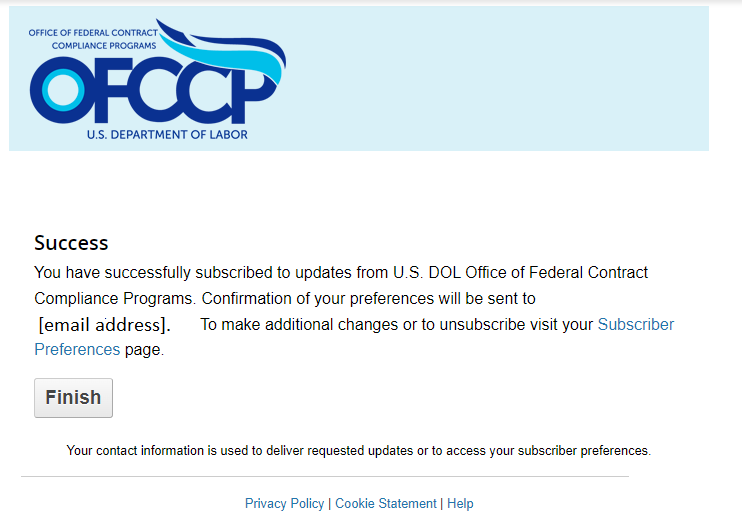 OFFICE OF FEDERAL CONTRACT
COMPLIANCE PROGRAMS
OFCCP
U.S. DEPARTMENT OF LABOR
Success
You have successfully subscribed to updates from U.S. DOL Office of Federal Contract
Compliance Programs. Confirmation of your preferences will be sent to
[email address]. To make additional changes or to unsubscribe visit your Subscriber
Preferences page.
Finish
Your contact information is used to deliver requested updates or to access your subscriber preferences.
Privacy Policy | Cookie Statement | Help